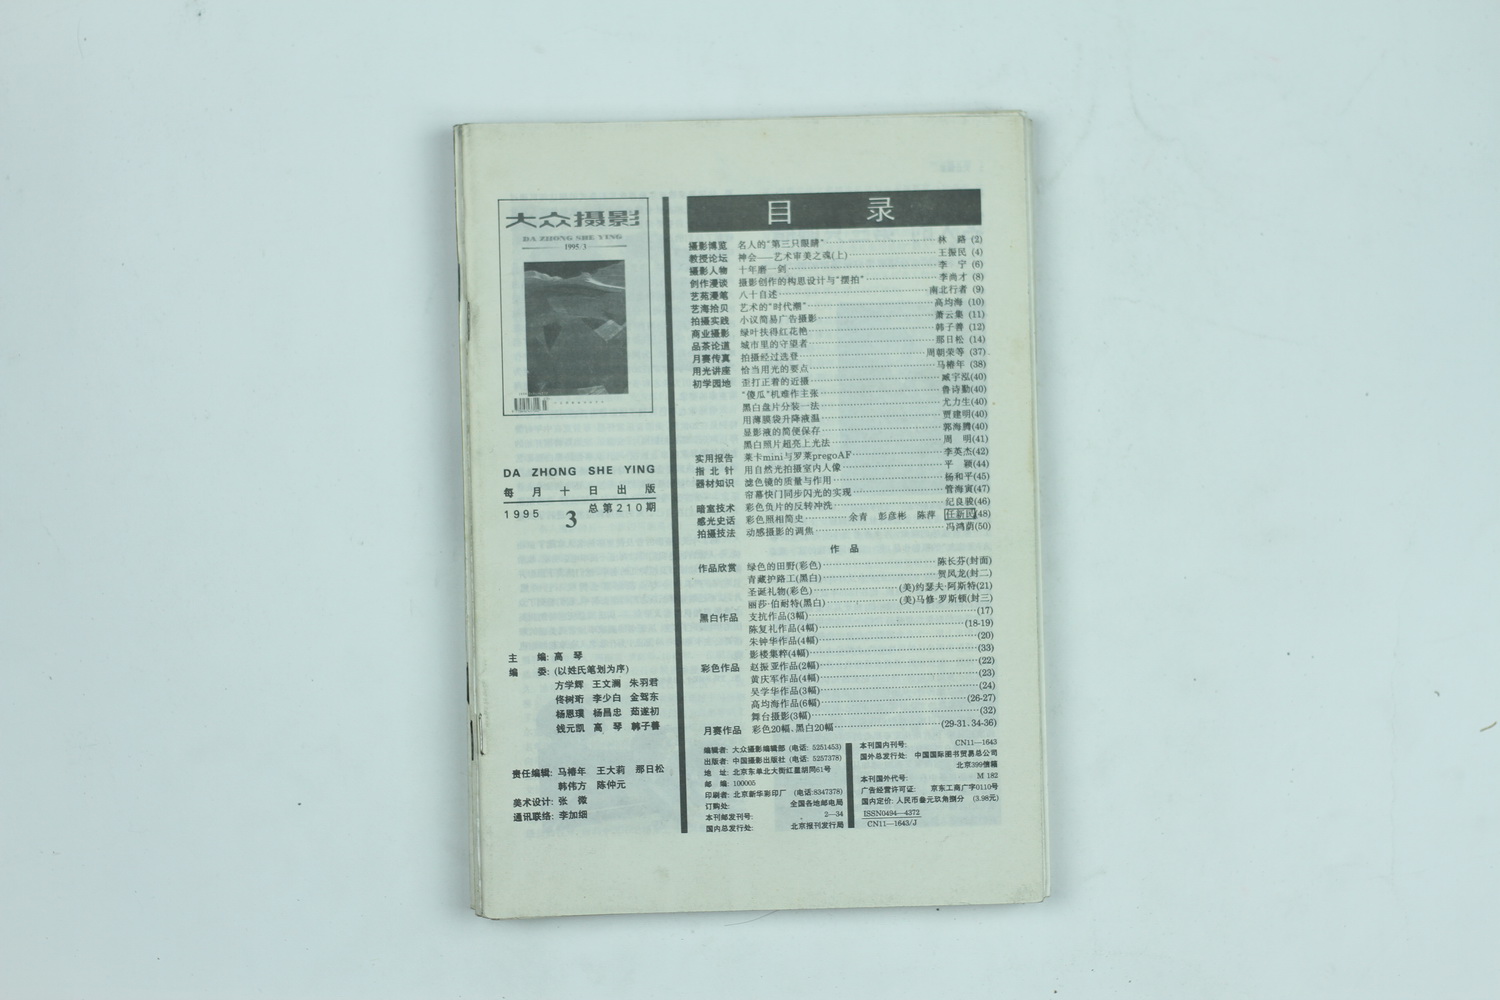 大众摄影
DA ZHONG SHE YING
1995/3
DA ZHONG SHE YING
每月十日出版
1995 3 总第210期
主 编: 高 琴
编 委: (以姓氏笔划为序)
方学辉 王文澜 朱羽君
佟树珩 李少白 金驾东
杨恩璞 杨昌忠 茹遂初
钱元凯 高 琴 韩子善
责任编辑: 马椿年 王大莉 那日松
韩伟方 陈仲元
美术设计: 张 微
通讯联络: 李加细
目 录
摄影博览 名人的“第三只眼睛” 林 路 (2)
教授论坛 神会——艺术审美之魂(上) 王振民 (4)
摄影人物 十年磨一剑 李 宁 (6)
创作漫谈 摄影创作的构思设计与“摆拍” 李尚才 (8)
艺苑漫笔 八十自述 南北行者 (9)
艺海拾贝 艺术的“时代潮” 高均海 (10)
拍摄实践 小议简易广告摄影 萧云集 (11)
商业摄影 绿叶扶得红花艳 韩子善 (12)
品茶论道 城市里的守望者 那日松 (14)
月赛传真 拍摄经过选登 周朝荣等 (37)
用光讲座 恰当用光的要点 马椿年 (38)
初学园地 歪打正着的近摄 臧宇泓(40)
“傻瓜”机难作主张 鲁诗勤(40)
黑白盘片分装一法 尤力生(40)
用薄膜袋升降液温 贾建明(40)
显影液的简便保存 郭海腾(40)
黑白照片超亮上光法 周 明(41)
实用报告 莱卡mini与罗莱pregoAF 李英杰(42)
指北针 用自然光拍摄室内人像 平 颖(44)
器材知识 滤色镜的质量与作用 杨和平(45)
帘幕快门同步闪光的实现 管海寅(47)
暗室技术 彩色负片的反转冲洗 纪良骏(46)
感光史话 彩色照相简史 余青 彭彦彬 陈萍 任新国(48)
拍摄技法 动感摄影的调焦 冯鸿荫(50)
作 品
作品欣赏 绿色的田野(彩色) 陈长芬(封面)
青藏护路工(黑白) 贺凤龙(封二)
圣诞礼物(彩色) (美)约瑟夫·阿斯特(21)
丽莎·伯耐特(黑白) (美)马修·罗斯顿(封三)
黑白作品 支抗作品(3幅) (17)
陈复礼作品(4幅) (18-19)
朱钟华作品(4幅) (20)
影楼集粹(4幅) (33)
彩色作品 赵振亚作品(2幅) (22)
黄庆军作品(4幅) (23)
吴学华作品(3幅) (24)
高均海作品(6幅) (26-27)
舞台摄影(3幅) (32)
月赛作品 彩色20幅、黑白20幅 (29-31、34-36)
编辑者: 大众摄影编辑部 (电话: 5251453)
出版者: 中国摄影出版社 (电话: 5257378)
地 址: 北京东单北大街红星胡同61号
邮 编: 100005
印刷者: 北京新华彩印厂 (电话:8347378)
订购处: 全国各地邮电局
本刊邮发刊号: 2—34
国内总发行处: 北京报刊发行局
本刊国内刊号: CN11—1643
国外总发行处: 中国国际图书贸易总公司
北京399信箱
本刊国外代号: M 182
广告经营许可证: 京东工商广字0110号
国内定价: 人民币叁元玖角捌分 (3.98元)
ISSN0494—4372
CN11—1643/J